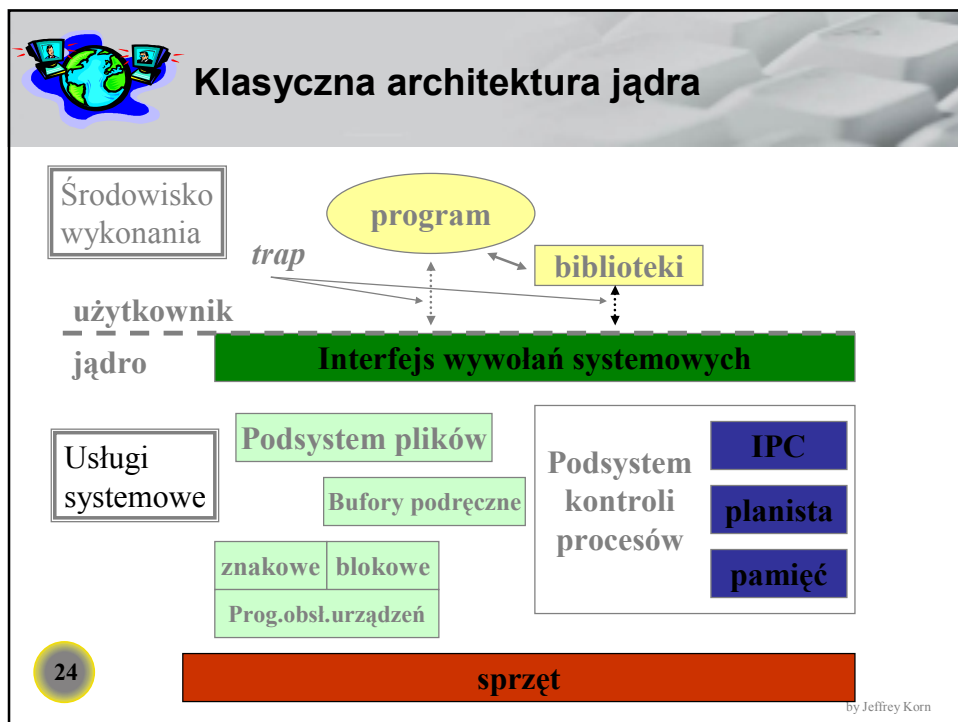 Klasyczna architektura jądra
Środowisko
wykonania
program
trap
biblioteki
użytkownik
jądro
Interfejs wywołań systemowych
Usługi
systemowe
Podsystem plików
Bufory podręczne
znakowe
blokowe
Prog.obsł.urządzeń
Podsystem
kontroli
procesów
IPC
planista
pamięć
24
sprzęt
by Jeffrey Korn